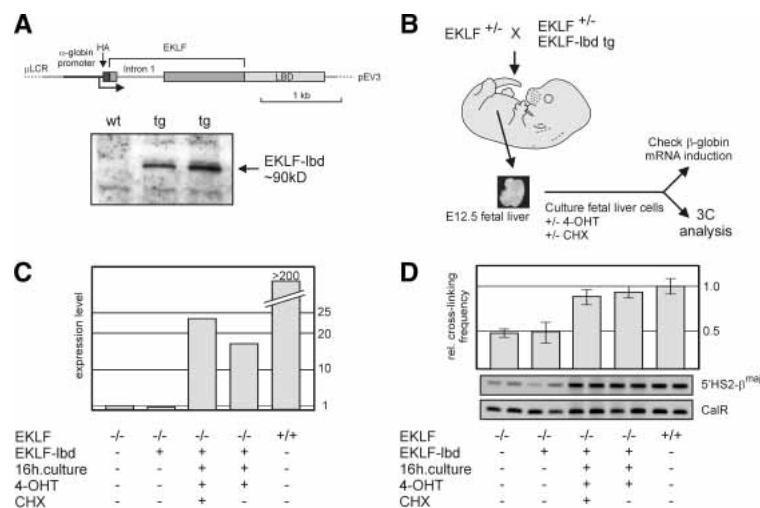 A
α-globin promoter
HA
EKLF
μLCR
Intron 1
LBD
pEV3
1 kb
wt tg tg
EKLF-lbd
~90kD
B
EKLF +/- X EKLF +/-
EKLF-lbd tg
E12.5 fetal liver
Culture fetal liver cells
+/- 4-OHT
+/- CHX
Check β-globin
mRNA induction
3C
analysis
C
expression level
>200
25
20
10
1
EKLF -/- -/- -/- -/- +/+
EKLF-lbd - + + + -
16h.culture - - + + -
4-OHT - - + + -
CHX - - + - -
D
rel. cross-linking
frequency
1.0
0.5
5'HS2-βmaj
CalR
EKLF -/- -/- -/- -/- +/+
EKLF-lbd - + + + -
16h.culture - - + + -
4-OHT - - + + -
CHX - - + - -